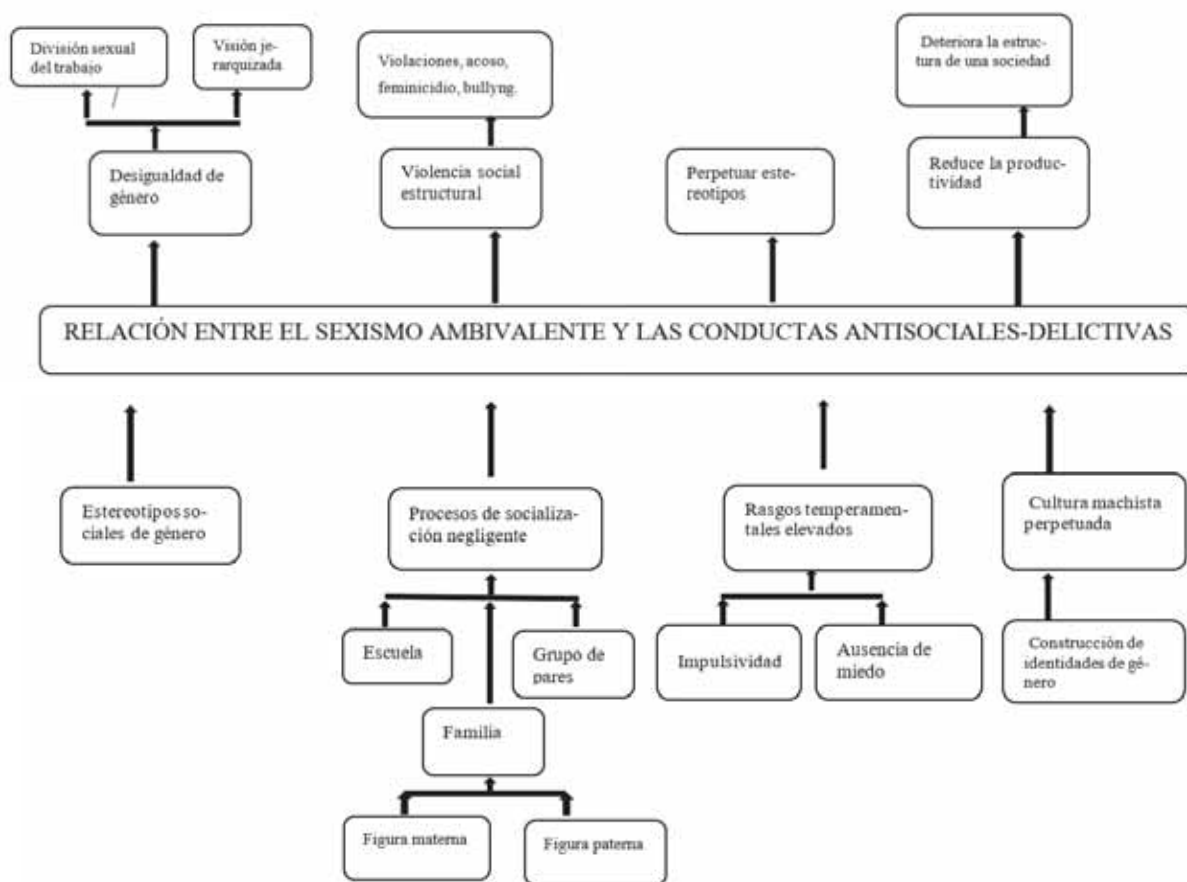 División sexual
del trabajo
Visión je-
rarquizada
Violaciones, acoso,
feminicidio, bullyng.
Deteriora la estruc-
tura de una sociedad
Desigualdad de
género
Violencia social
estructural
Perpetuar este-
reotipos
Reduce la produc-
tividad
RELACIÓN ENTRE EL SEXISMO AMBIVALENTE Y LAS CONDUCTAS ANTISOCIALES-DELICTIVAS
Estereotipos so-
ciales de género
Procesos de socializa-
ción negligente
Rasgos temperamen-
tales elevados
Cultura machista
perpetuada
Escuela
Grupo de
pares
Impulsividad
Ausencia de
miedo
Construcción de
identidades de gé-
nero
Familia
Figura materna
Figura paterna